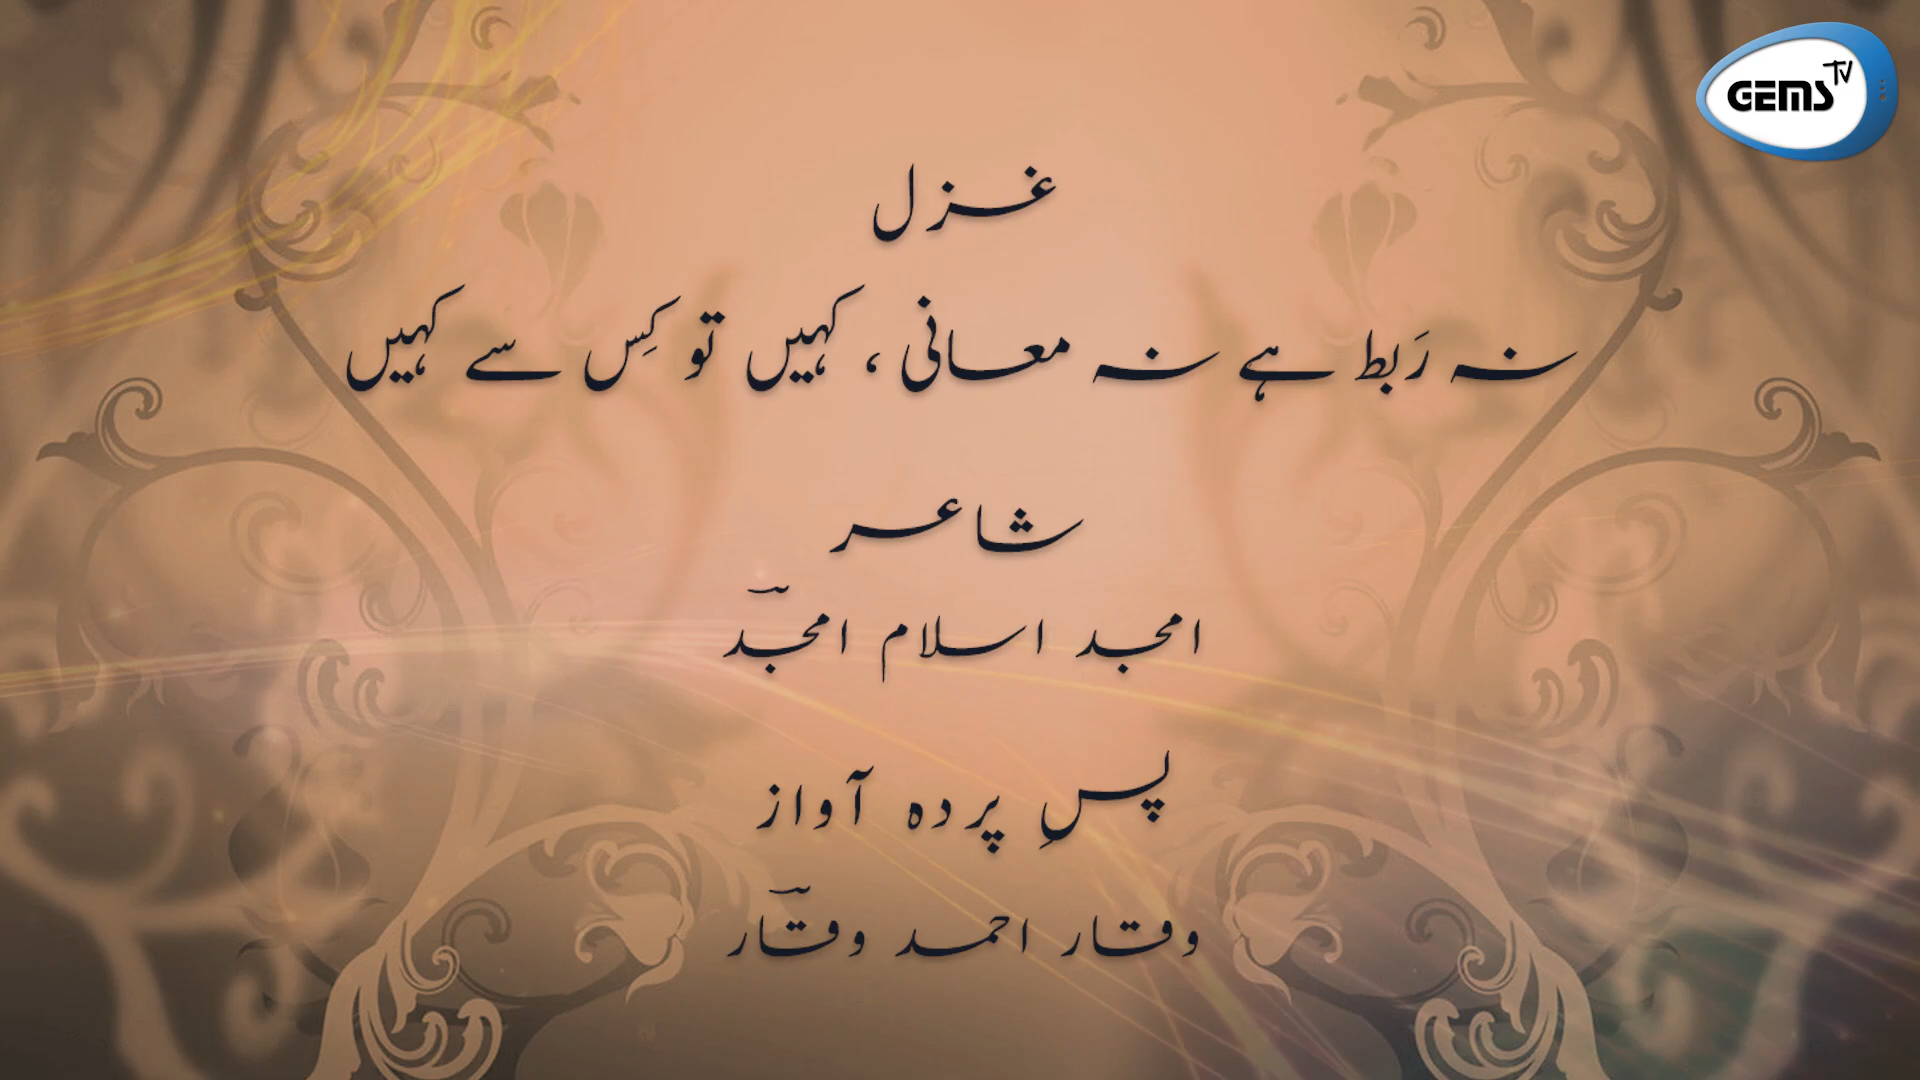 GEMS TV
غزل
نہ رَبط ہے نہ معانی ، کہیں تو کِس سے کہیں
شاعر
امجد اسلام امجدؔ
پسِ پردہ آواز
وقار احمد وقارؔ